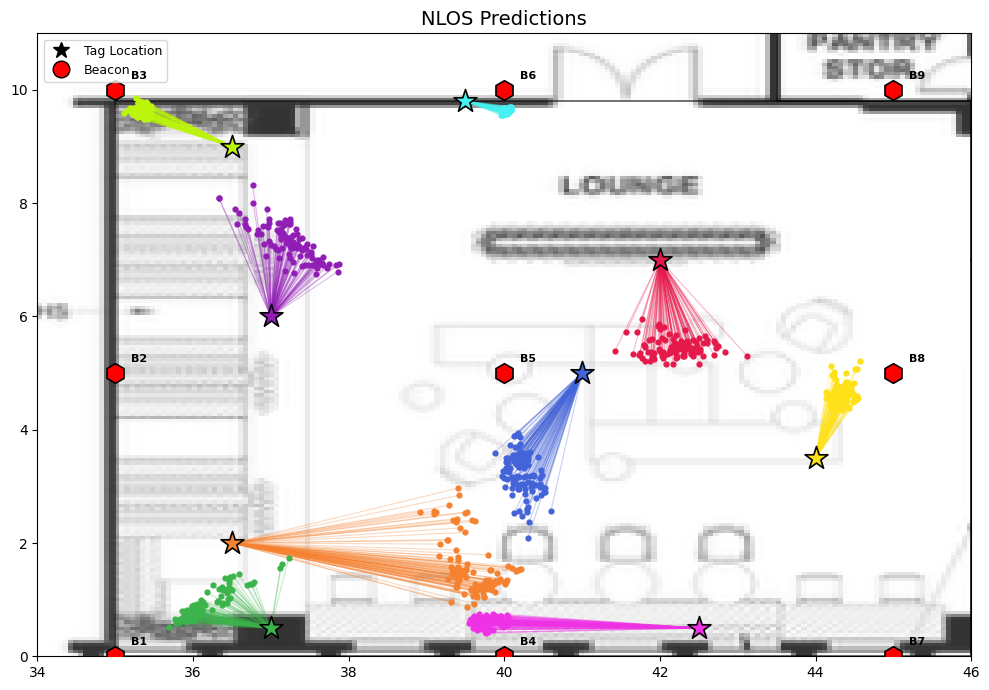 NLOS Predictions
Tag Location
Beacon
PANTRY
STOR
B3
B6
B9
LOUNGE
HS
B2
B5
B8
B1
B4
B7
10
8
6
4
2
0
34
36
38
40
42
44
46